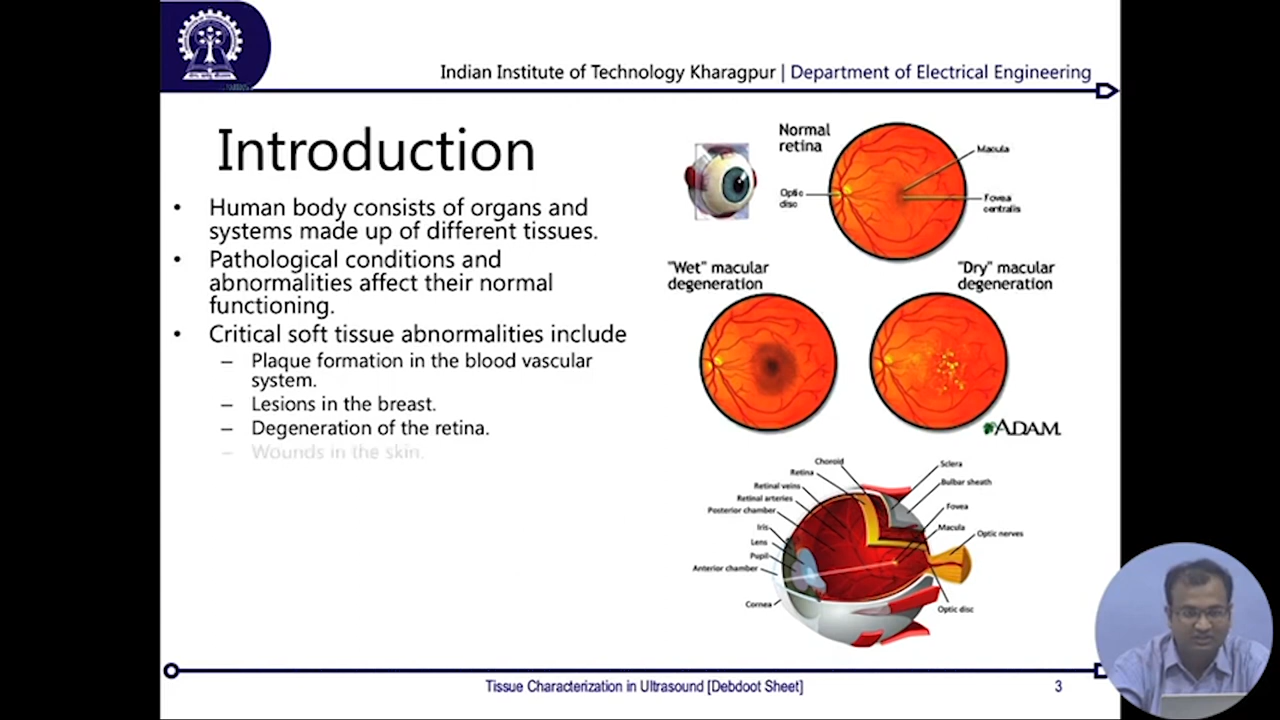 Indian Institute of Technology Kharagpur | Department of Electrical Engineering
Introduction
• Human body consists of organs and
systems made up of different tissues.
• Pathological conditions and
abnormalities affect their normal
functioning.
• Critical soft tissue abnormalities include
– Plaque formation in the blood vascular
system.
– Lesions in the breast.
– Degeneration of the retina.
– Wounds in the skin.
Normal
retina
Macula
Optic
disc
Fovea
centralis
"Wet" macular
degeneration
"Dry" macular
degeneration
ADAM.
Choroid
Retina
Retinal veins
Retinal arteries
Posterior chamber
Iris
Lens
Pupil
Anterior chamber
Cornea
Sclera
Bulbar sheath
Fovea
Macula
Optic nerves
Optic disc
Tissue Characterization in Ultrasound [Debdoot Sheet]
3